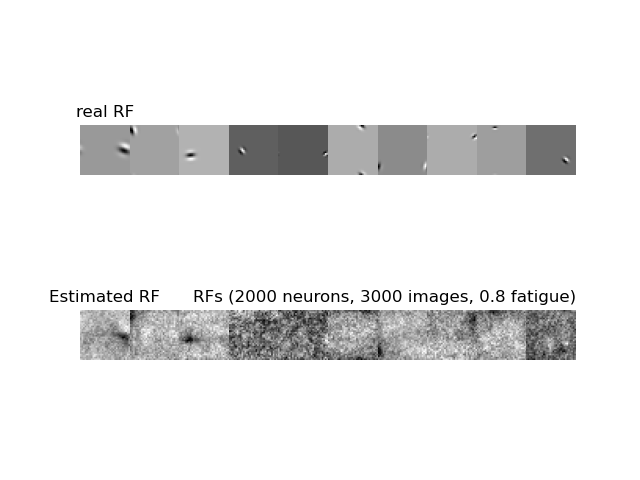 real RF
Estimated RF
RFs (2000 neurons, 3000 images, 0.8 fatigue)